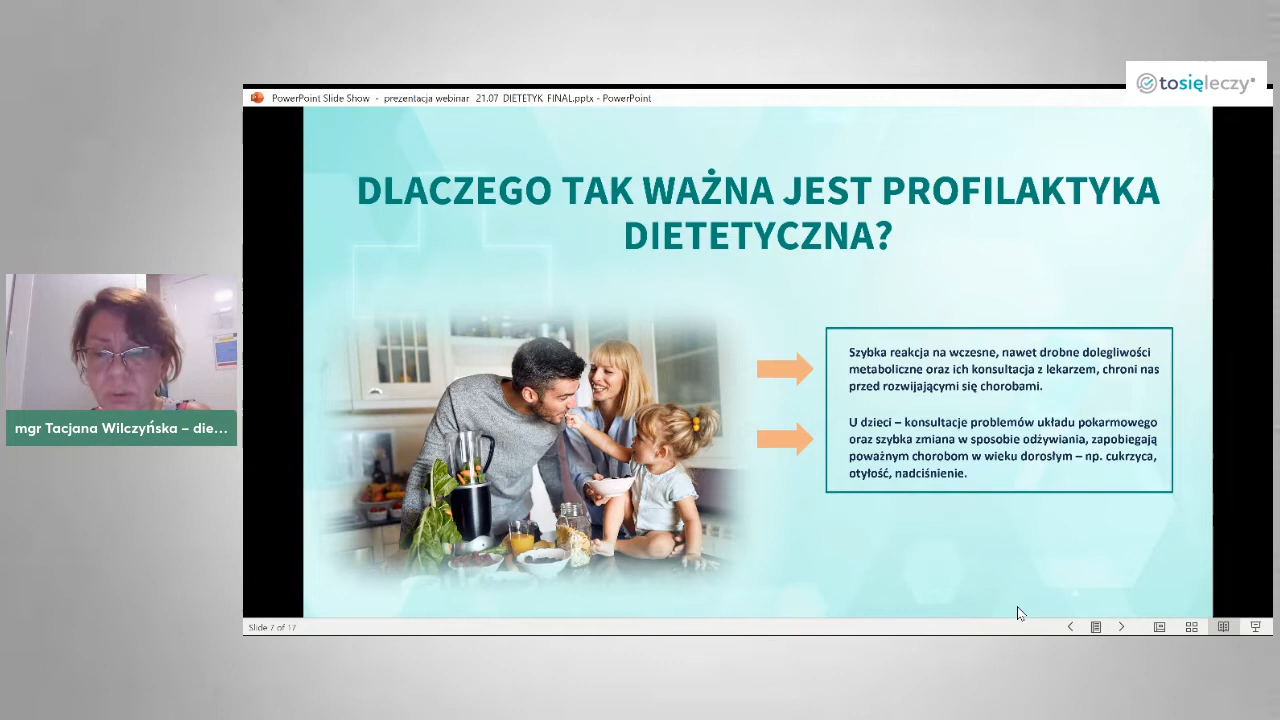 tosięleczy
PowerPoint Slide Show - prezentacja webinar 21.07 DIETETYK FINAL.pptx - PowerPoint
DLACZEGO TAK WAŻNA JEST PROFILAKTYKA
DIETETYCZNA?
Szybka reakcja na wczesne, nawet drobne dolegliwości
metaboliczne oraz ich konsultacja z lekarzem, chroni nas
przed rozwijającymi się chorobami.
U dzieci – konsultacje problemów układu pokarmowego
oraz szybka zmiana w sposobie odżywiania, zapobiegają
poważnym chorobom w wieku dorosłym – np. cukrzyca,
otyłość, nadciśnienie.
mgr Tacjana Wilczyńska – die...
Slide 7 of 17